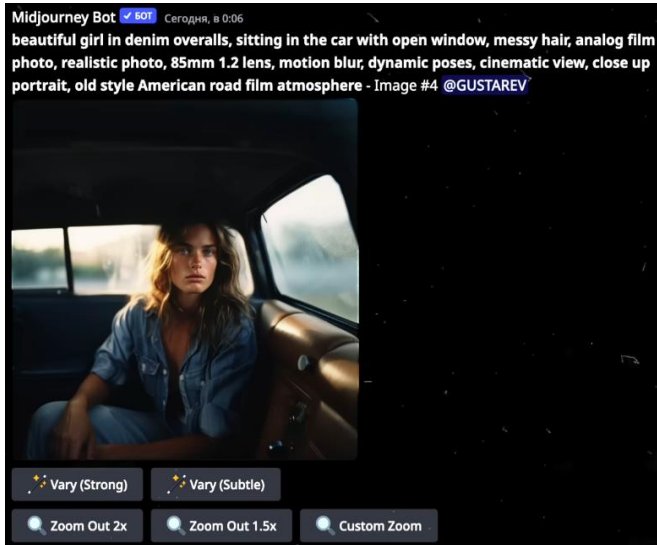 Midjourney Bot ✓ БОТ Сегодня, в 0:06
beautiful girl in denim overalls, sitting in the car with open window, messy hair, analog film
photo, realistic photo, 85mm 1.2 lens, motion blur, dynamic poses, cinematic view, close up
portrait, old style American road film atmosphere - Image #4 @GUSTAREV
Vary (Strong) Vary (Subtle)
Zoom Out 2x Zoom Out 1.5x Custom Zoom